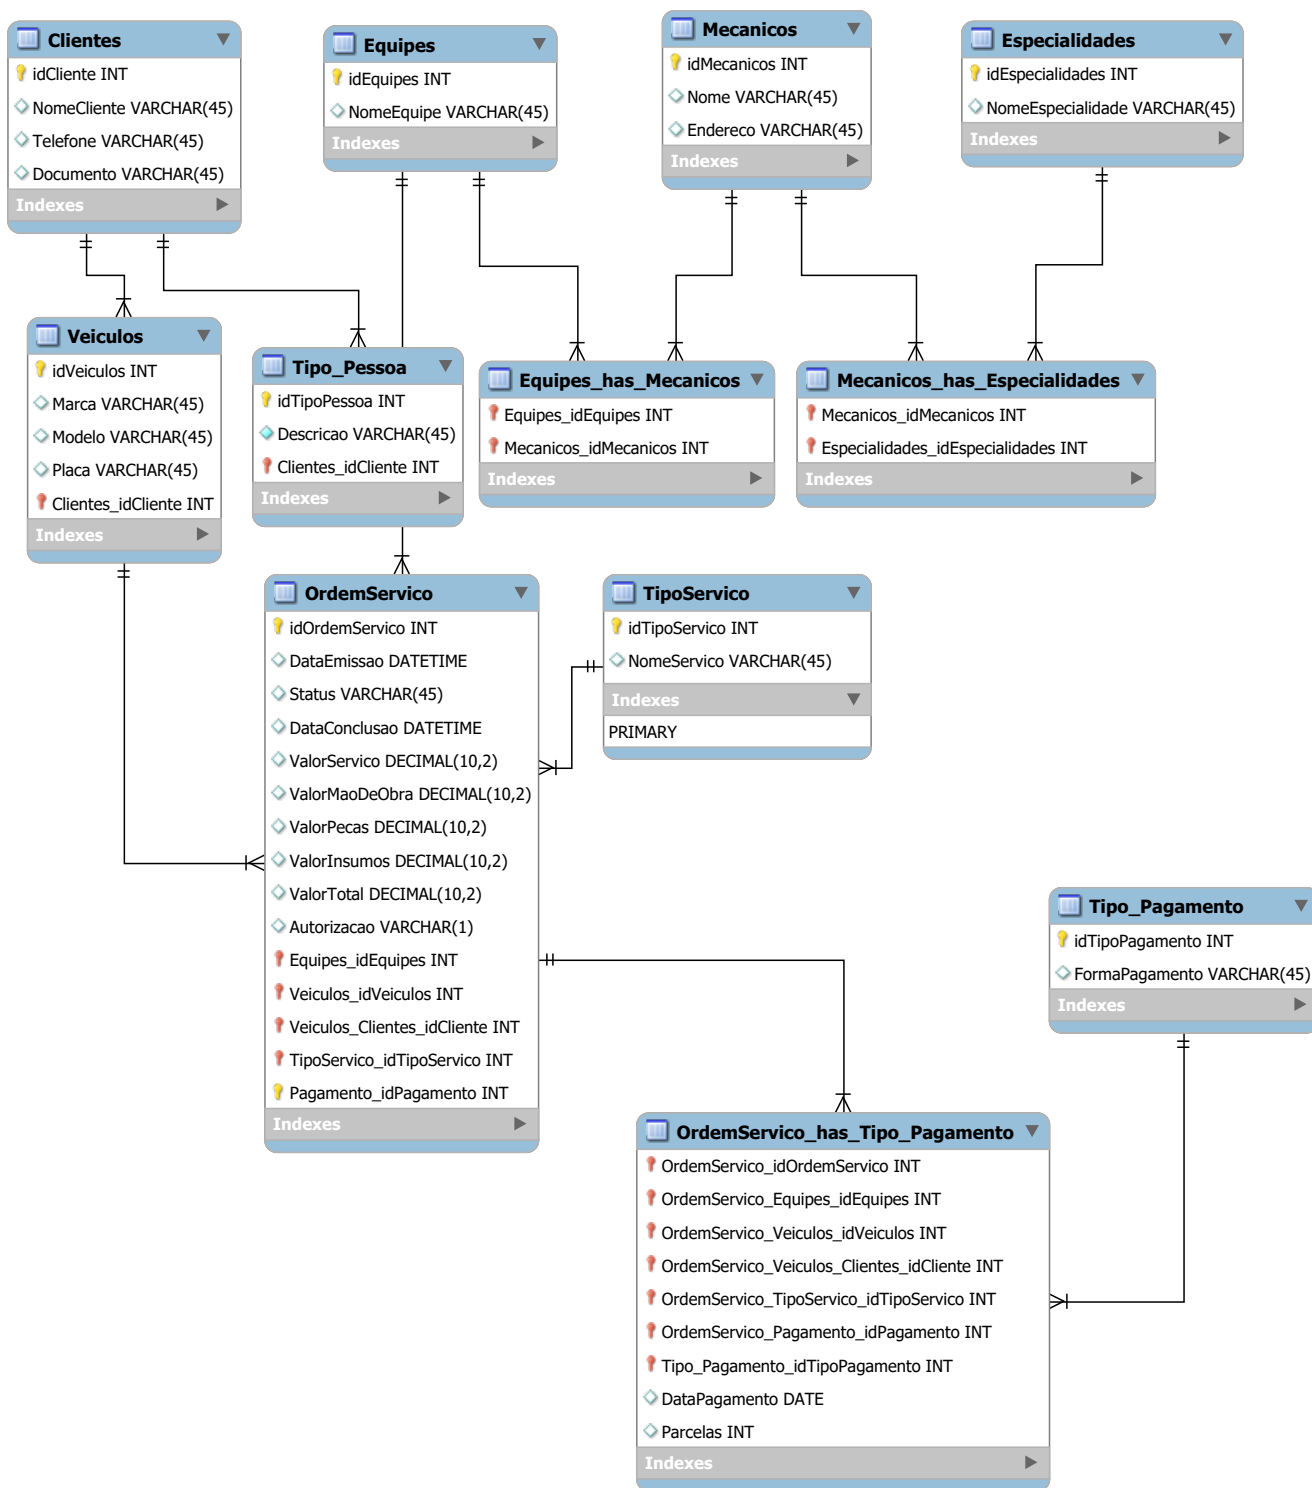 Clientes
idCliente INT
NomeCliente VARCHAR(45)
Telefone VARCHAR(45)
Documento VARCHAR(45)
Indexes
Equipes
idEquipes INT
NomeEquipe VARCHAR(45)
Indexes
Mecanicos
idMecanicos INT
Nome VARCHAR(45)
Endereco VARCHAR(45)
Indexes
Especialidades
idEspecialidades INT
NomeEspecialidade VARCHAR(45)
Indexes
Veiculos
idVeiculos INT
Marca VARCHAR(45)
Modelo VARCHAR(45)
Placa VARCHAR(45)
Clientes_idCliente INT
Indexes
Tipo_Pessoa
idTipoPessoa INT
Descricao VARCHAR(45)
Clientes_idCliente INT
Indexes
Equipes_has_Mecanicos
Equipes_idEquipes INT
Mecanicos_idMecanicos INT
Indexes
Mecanicos_has_Especialidades
Mecanicos_idMecanicos INT
Especialidades_idEspecialidades INT
Indexes
OrdemServico
idOrdemServico INT
DataEmissao DATETIME
Status VARCHAR(45)
DataConclusao DATETIME
ValorServico DECIMAL(10,2)
ValorMaoDeObra DECIMAL(10,2)
ValorPecas DECIMAL(10,2)
ValorInsumos DECIMAL(10,2)
ValorTotal DECIMAL(10,2)
Autorizacao VARCHAR(1)
Equipes_idEquipes INT
Veiculos_idVeiculos INT
Veiculos_Clientes_idCliente INT
TipoServico_idTipoServico INT
Pagamento_idPagamento INT
Indexes
TipoServico
idTipoServico INT
NomeServico VARCHAR(45)
Indexes
PRIMARY
Tipo_Pagamento
idTipoPagamento INT
FormaPagamento VARCHAR(45)
Indexes
OrdemServico_has_Tipo_Pagamento
OrdemServico_idOrdemServico INT
OrdemServico_Equipes_idEquipes INT
OrdemServico_Veiculos_idVeiculos INT
OrdemServico_Veiculos_Clientes_idCliente INT
OrdemServico_TipoServico_idTipoServico INT
OrdemServico_Pagamento_idPagamento INT
Tipo_Pagamento_idTipoPagamento INT
DataPagamento DATE
Parcelas INT
Indexes